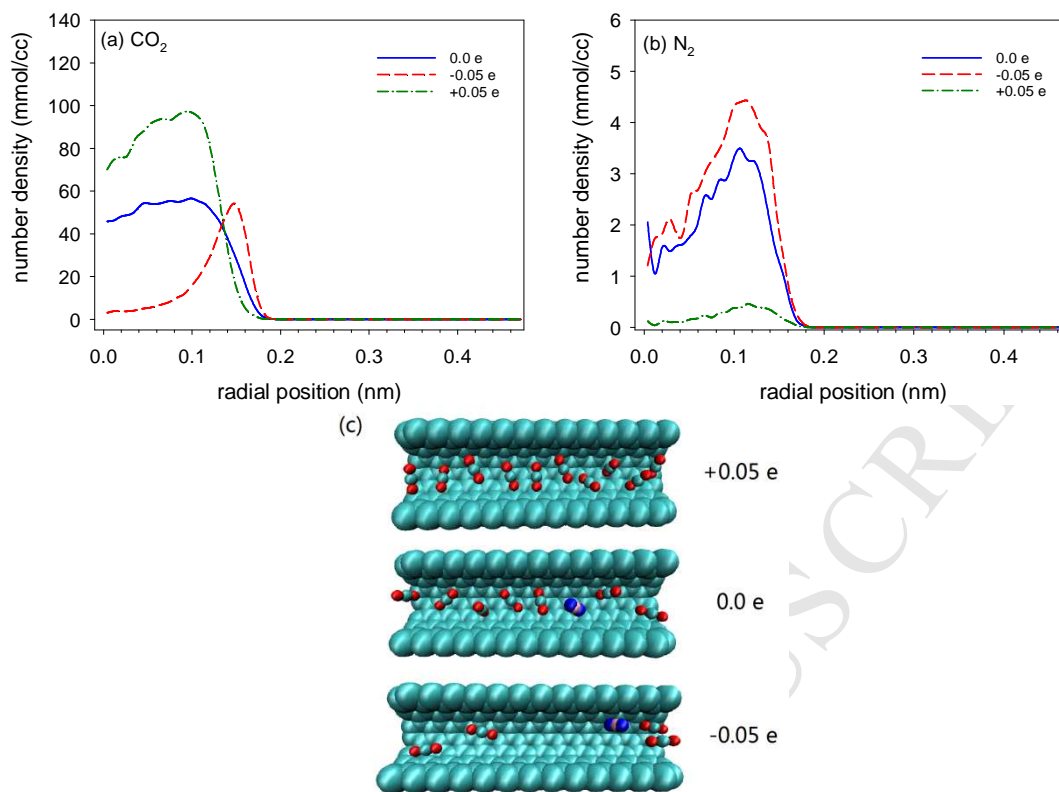 (a) CO2
0.0 e
-0.05 e
+0.05 e
number density (mmol/cc)
140
120
100
80
60
40
20
0
0.0 0.1 0.2 0.3 0.4
radial position (nm)
(b) N2
0.0 e
-0.05 e
+0.05 e
number density (mmol/cc)
6
5
4
3
2
1
0
0.0 0.1 0.2 0.3 0.4
radial position (nm)
(c)
+0.05 e
0.0 e
-0.05 e
SCRI